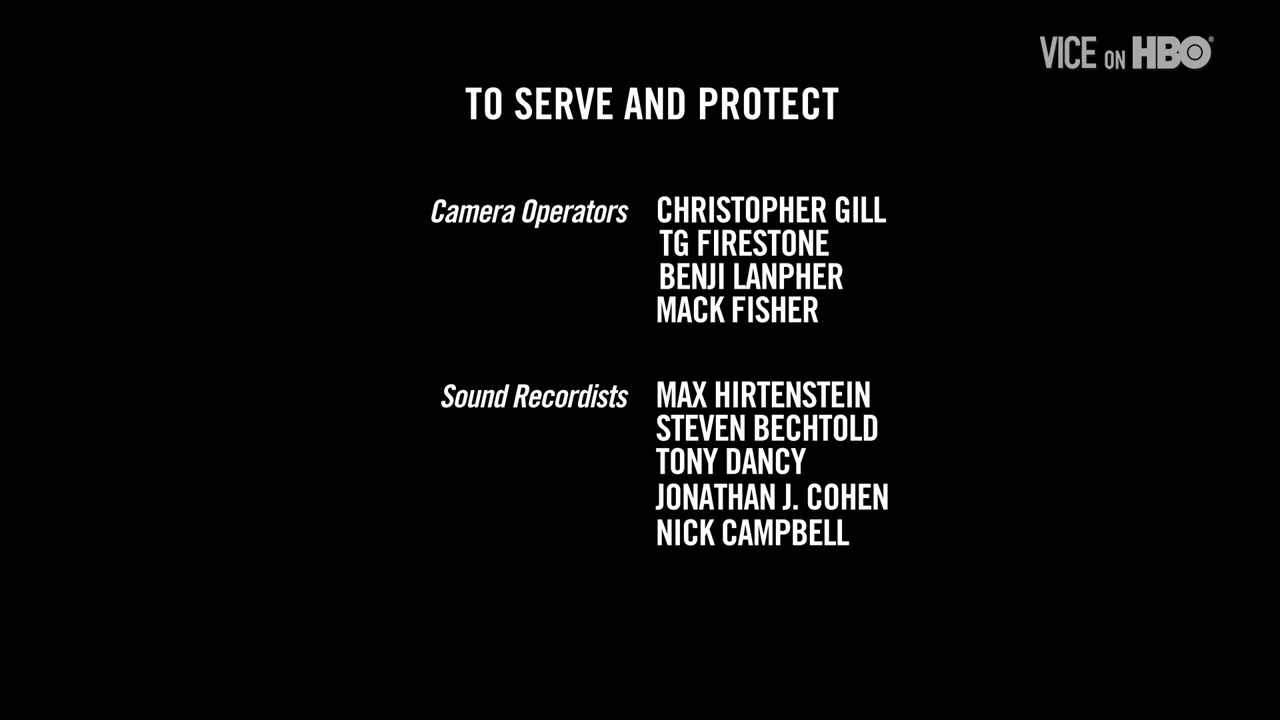 VICE ON HBO®
TO SERVE AND PROTECT
Camera Operators CHRISTOPHER GILL
TG FIRESTONE
BENJI LANPHER
MACK FISHER
Sound Recordists MAX HIRTENSTEIN
STEVEN BECHTOLD
TONY DANCY
JONATHAN J. COHEN
NICK CAMPBELL